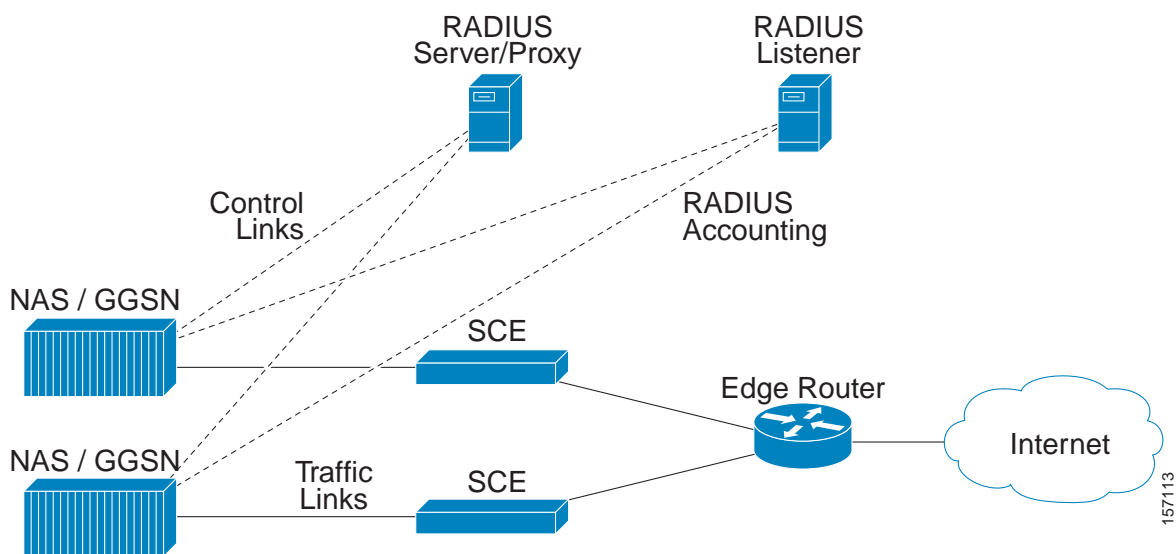 RADIUS
Server/Proxy
RADIUS
Listener
Control
Links
RADIUS
Accounting
NAS / GGSN
SCE
Edge Router
Internet
NAS / GGSN
Traffic
Links
SCE
157113